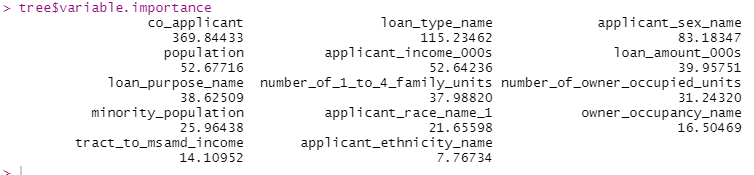 > tree$variable.importance
co_applicant loan_type_name applicant_sex_name
369.84433 115.23462 83.18347
population applicant_income_000s loan_amount_000s
52.67716 52.64236 39.95751
loan_purpose_name number_of_1_to_4_family_units number_of_owner_occupied_units
38.62509 37.98820 31.24320
minority_population applicant_race_name_1 owner_occupancy_name
25.96438 21.65598 16.50469
tract_to_msamd_income applicant_ethnicity_name
14.10952 7.76734
>